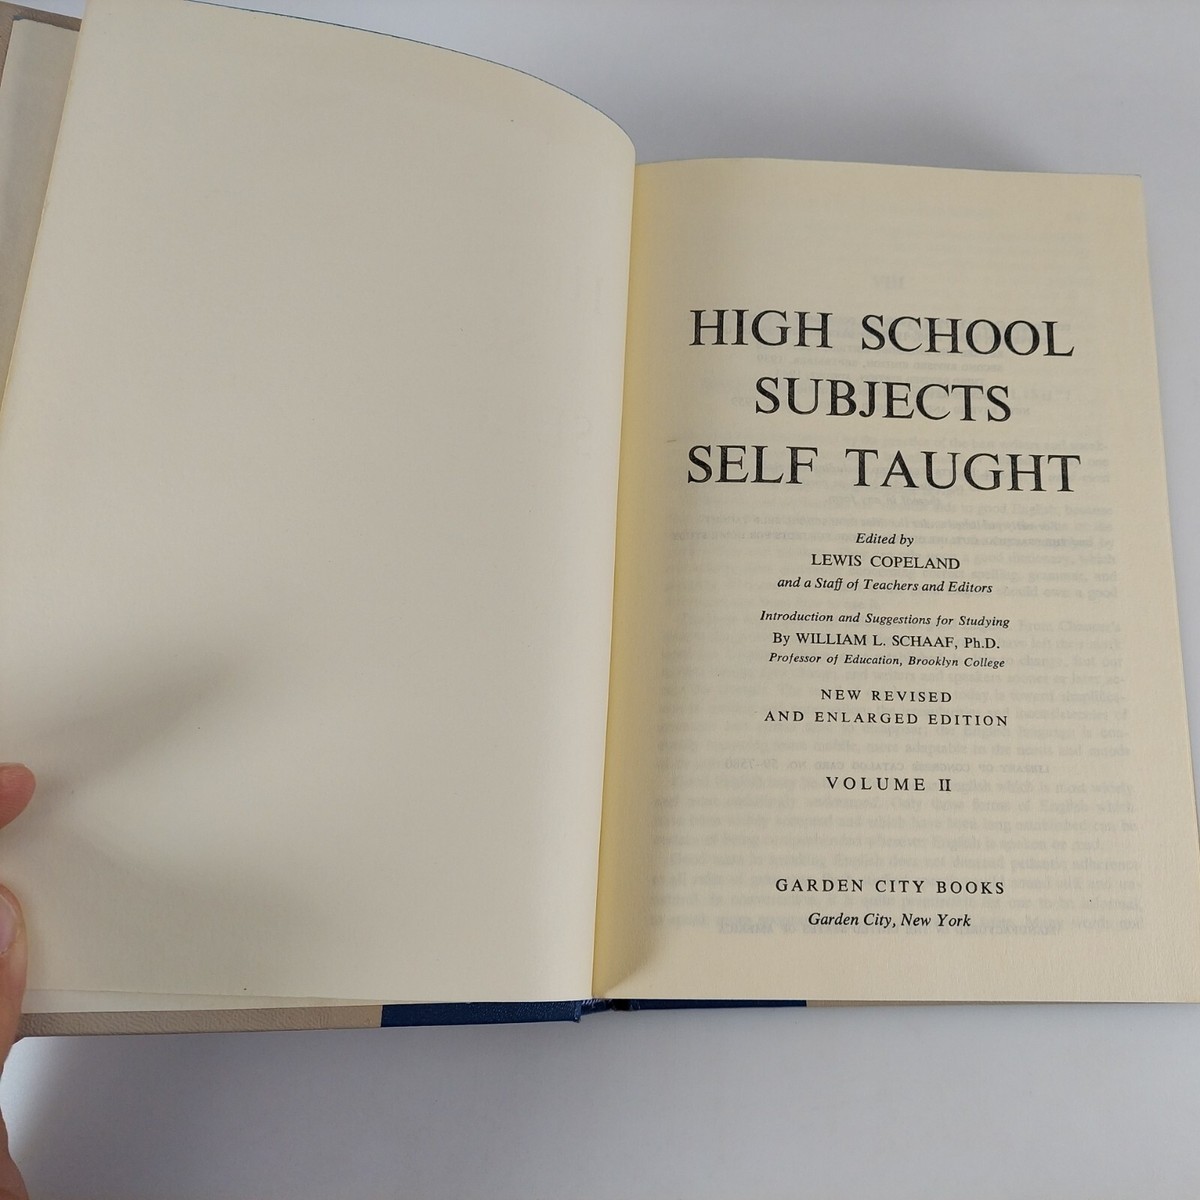 HIGH SCHOOL
SUBJECTS
SELF TAUGHT
Edited by
LEWIS COPELAND
and a Staff of Teachers and Editors
Introduction and Suggestions for Studying
By WILLIAM L. SCHAAF, Ph.D.
Professor of Education, Brooklyn College
NEW REVISED
AND ENLARGED EDITION
VOLUME II
GARDEN CITY BOOKS
Garden City, New York